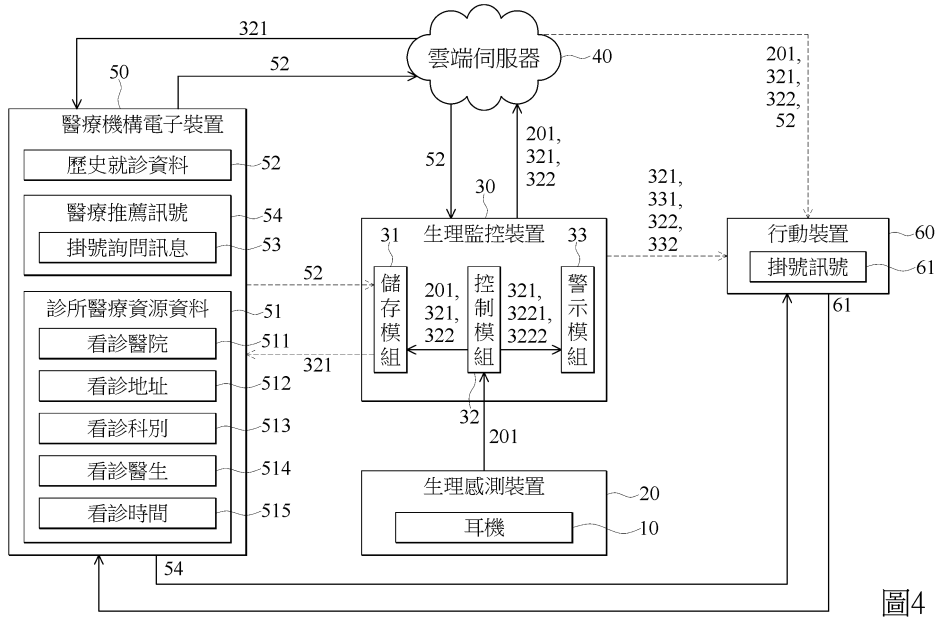 321
雲端伺服器
40
201,
321,
322,
52
50
52
醫療機構電子裝置
歷史就診資料
52
醫療推薦訊號
54
掛號詢問訊息
53
診所醫療資源資料
51
看診醫院
511
看診地址
512
看診科別
513
看診醫生
514
看診時間
515
52
201,
321,
322
30
生理監控裝置
31
儲存模組
201,
321,
322
控制模組
32
321,
3221,
3222
33
警示模組
52
321
321,
331,
322,
332
行動裝置
60
掛號訊號
61
61
201
生理感測裝置
20
耳機
10
54
圖4